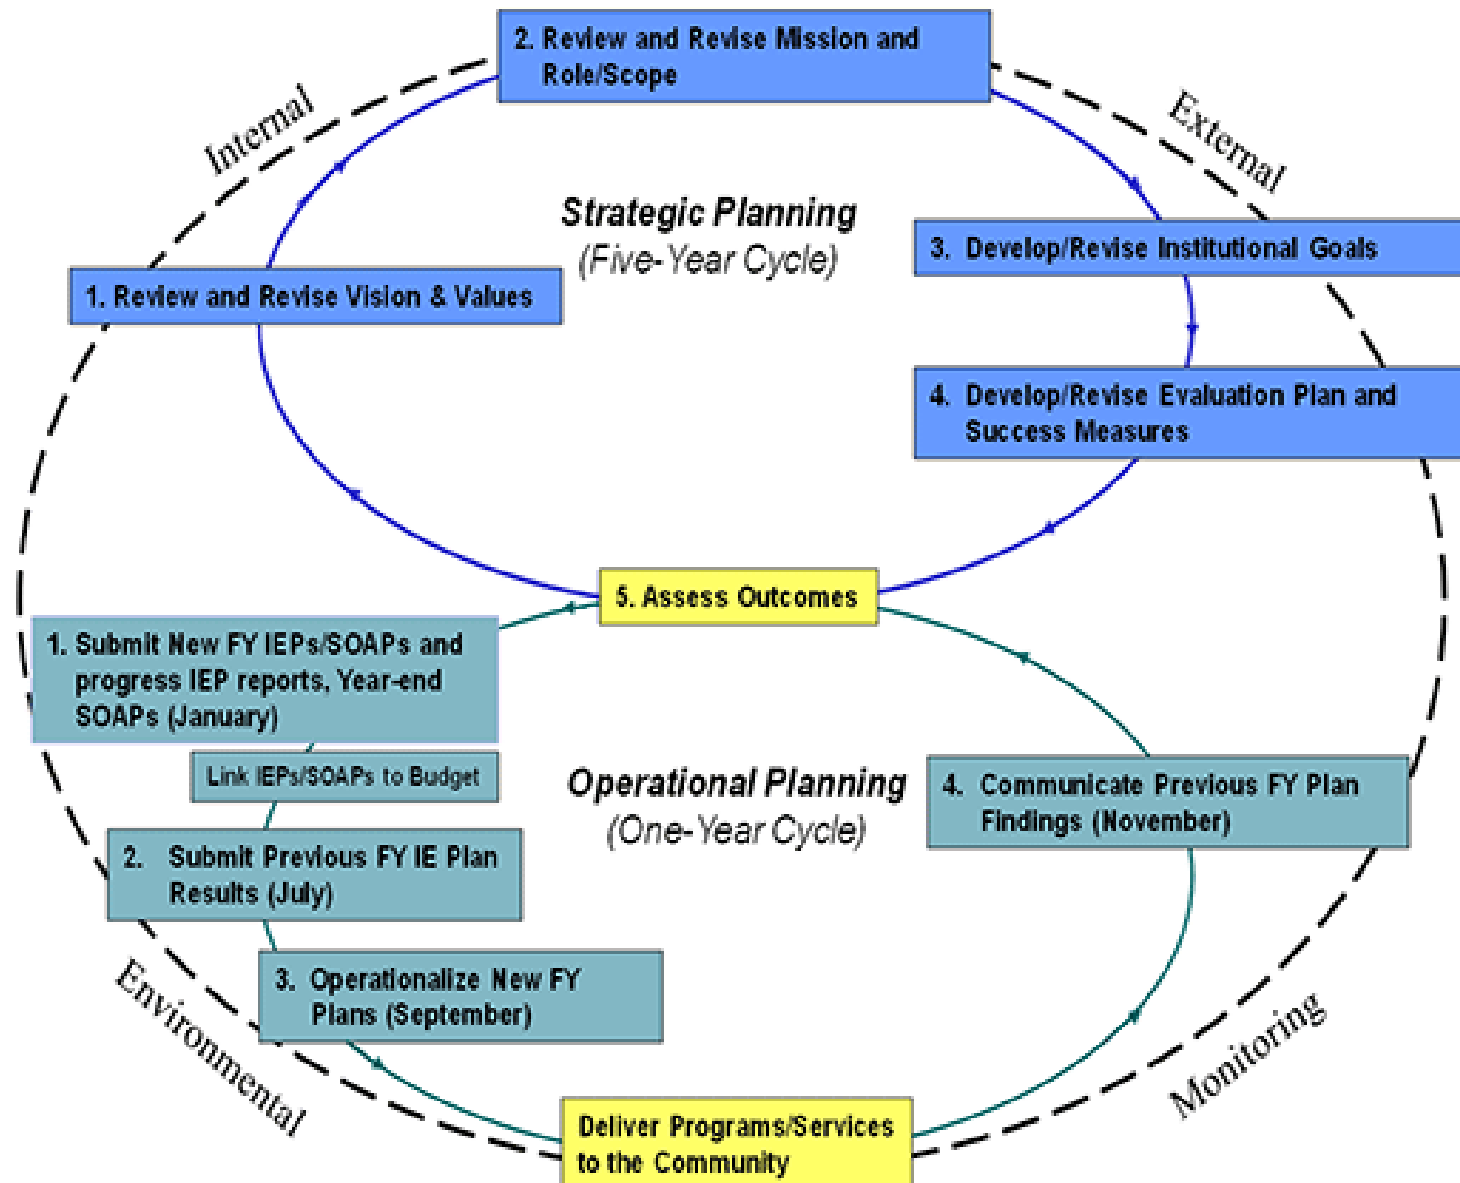 2. Review and Revise Mission and
Role/Scope
Internal
External
Strategic Planning
(Five-Year Cycle)
3. Develop/Revise Institutional Goals
1. Review and Revise Vision & Values
4. Develop/Revise Evaluation Plan and
Success Measures
5. Assess Outcomes
1. Submit New FY IEPs/SOAPs and
progress IEP reports, Year-end
SOAPs (January)
Link IEPs/SOAPs to Budget
Operational Planning
(One-Year Cycle)
4. Communicate Previous FY Plan
Findings (November)
2. Submit Previous FY IE Plan
Results (July)
3. Operationalize New FY
Plans (September)
Environmental
Monitoring
Deliver Programs/Services
to the Community